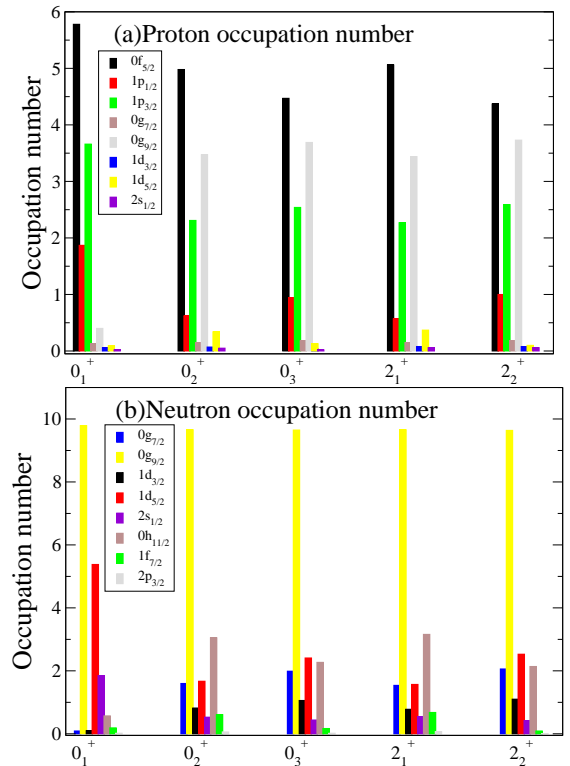 (a)Proton occupation number
Occupation number
6
5
4
3
2
1
0
0f5/2
1p1/2
1p3/2
0g7/2
0g9/2
1d3/2
1d5/2
2s1/2
0₁⁺ 0₂⁺ 0₃⁺ 2₁⁺ 2₂⁺
(b)Neutron occupation number
Occupation number
10
8
6
4
2
0
0g7/2
0g9/2
1d3/2
1d5/2
2s1/2
0h11/2
1f7/2
2p3/2
0₁⁺ 0₂⁺ 0₃⁺ 2₁⁺ 2₂⁺